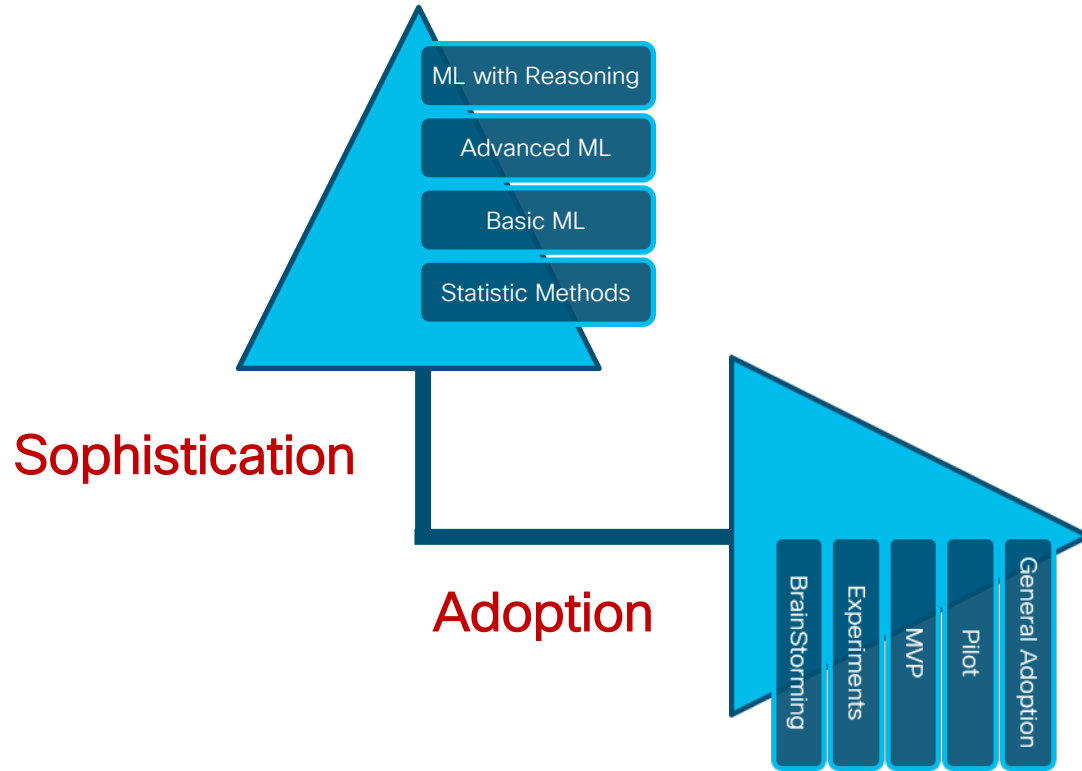 ML with Reasoning
Advanced ML
Basic ML
Statistic Methods
Sophistication
Adoption
BrainStorming
Experiments
MVP
Pilot
General Adoption